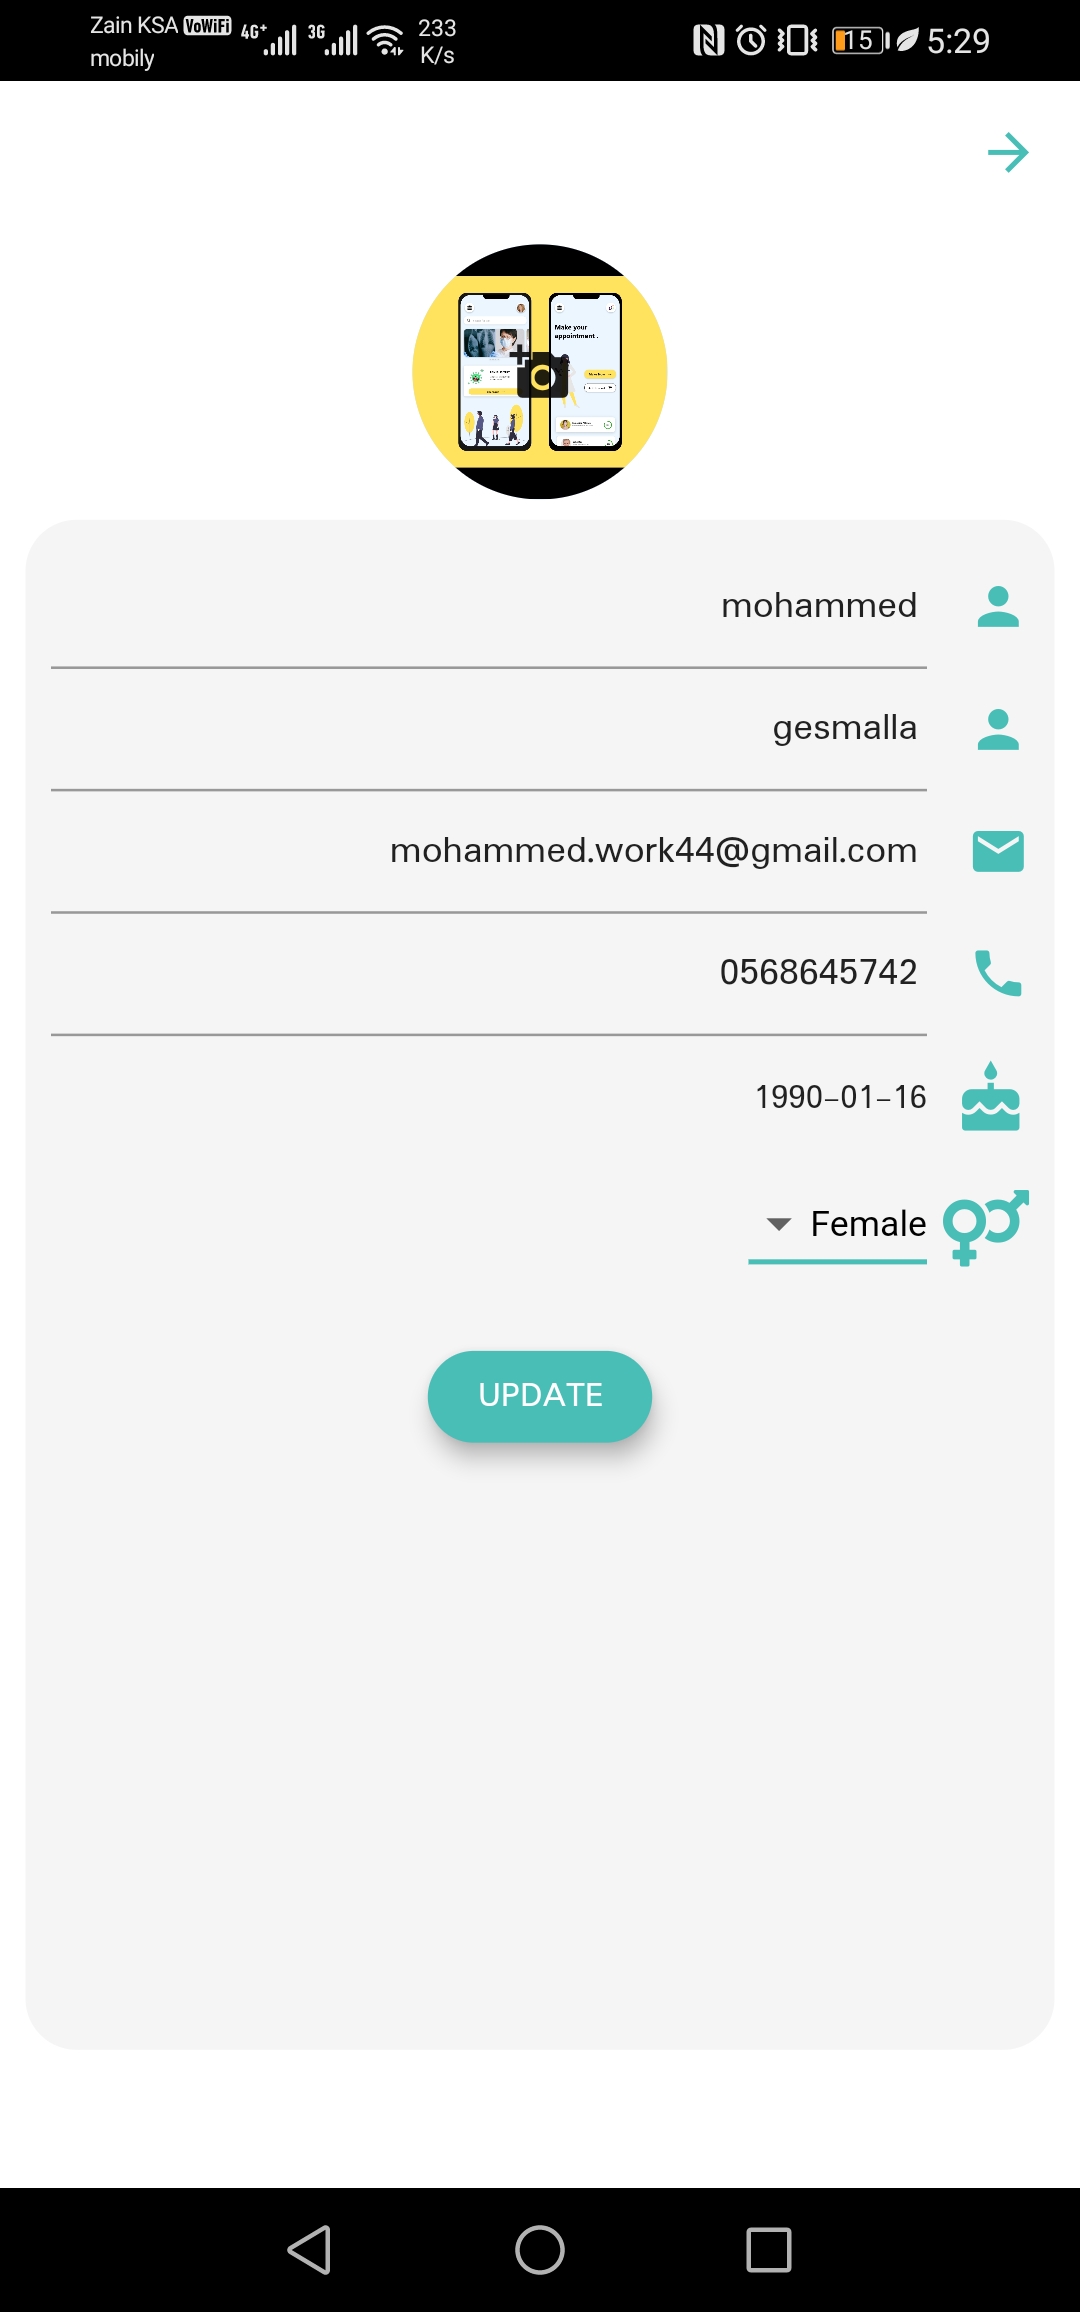 Zain KSA VoWiFi 4G+ 3G 233 K/s 15 5:29
mobily
Make your
appointment .
mohammed
gesmalla
mohammed.work44@gmail.com
0568645742
1990-01-16
Female
UPDATE